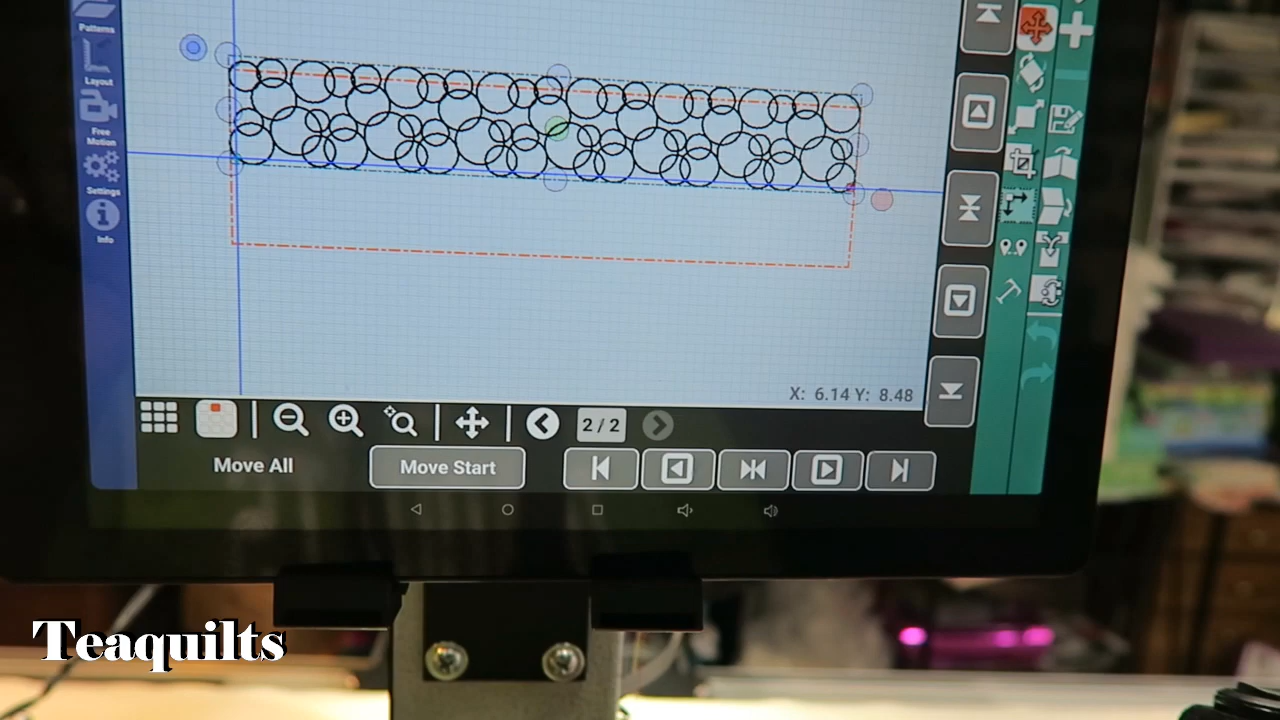 Patterns
Layout
Free
Motion
Settings
Info
X: 6.14 Y: 8.48
2 / 2
Move All
Move Start
Teaquilts